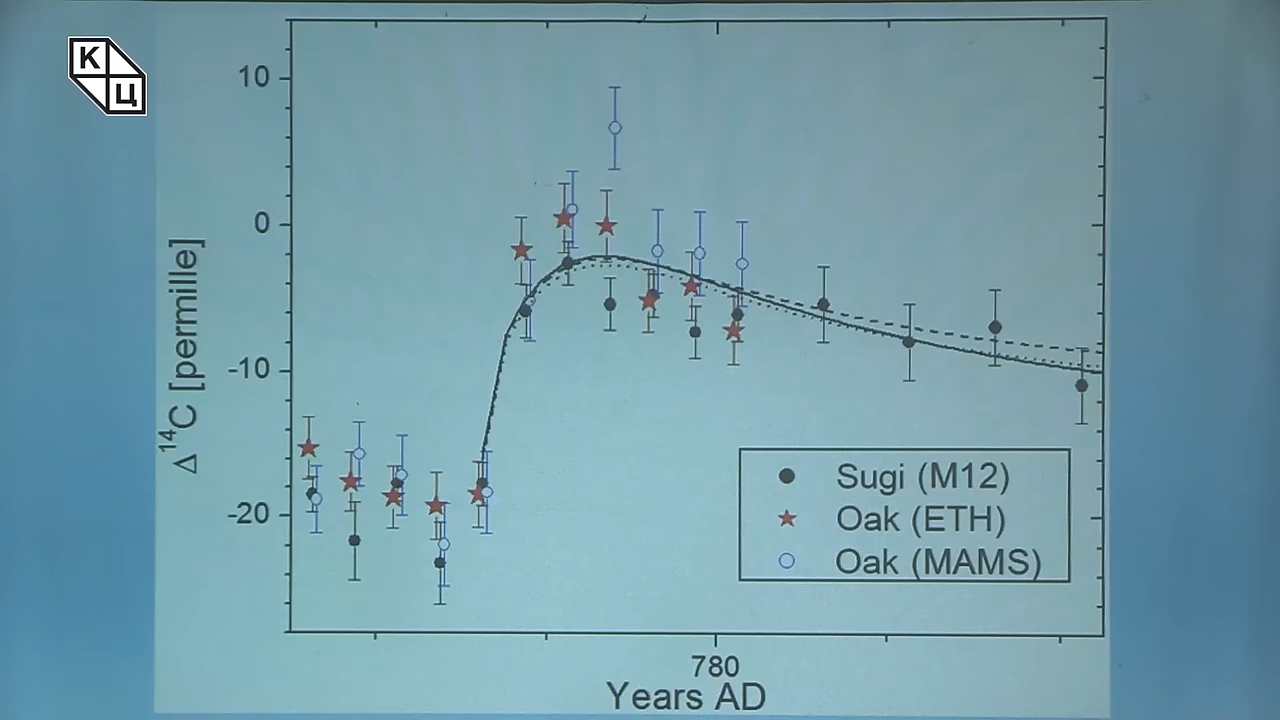 К
Ц
10
0
-10
-20
Δ¹⁴C [permille]
Sugi (M12)
Oak (ETH)
Oak (MAMS)
780
Years AD